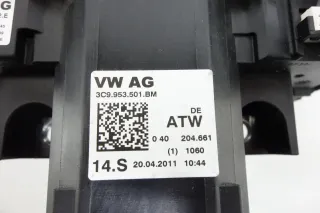 VW AG
3C9.953.501.BM
DE
ATW
0 40 204.661
(1) 1060
14.S 20.04.2011 10:44